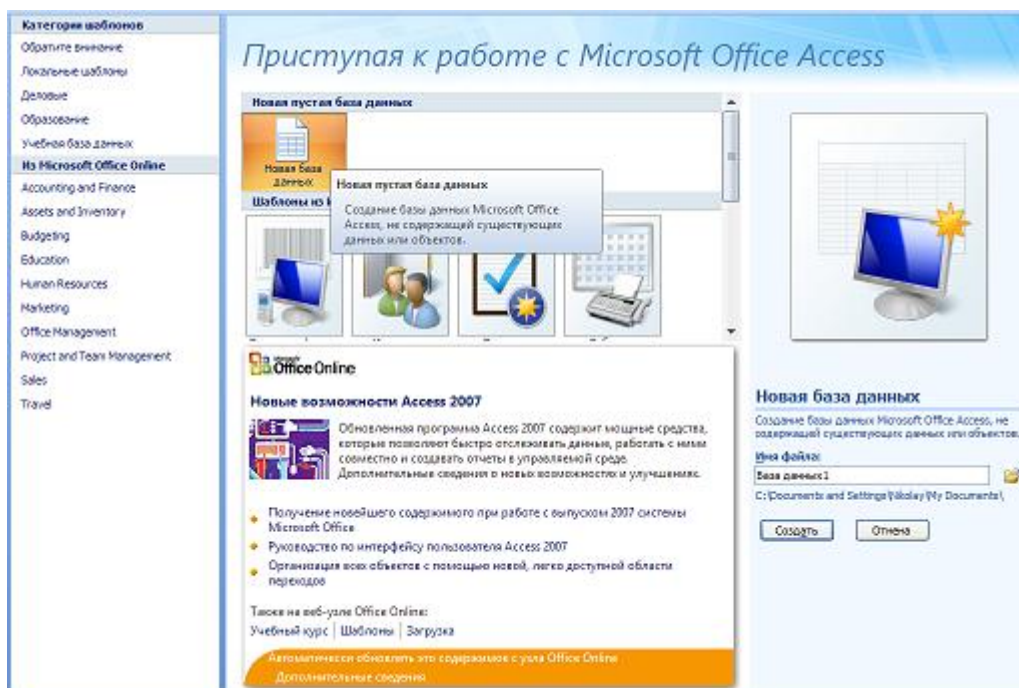 Категории шаблонов
Обратите внимание
Локальные шаблоны
Деловые
Образование
Учебная база данных
Из Microsoft Office Online
Accounting and Finance
Assets and Inventory
Budgeting
Education
Human Resources
Marketing
Office Management
Project and Team Management
Sales
Travel
Приступая к работе с Microsoft Office Access
Новая пустая база данных
Новая база
данных
Шаблоны из
Новая пустая база данных
Создание базы данных Microsoft Office
Access, не содержащей существующих
данных или объектов.
Microsoft
Office Online
Новые возможности Access 2007
Обновленная программа Access 2007 содержит мощные средства,
которые позволяют быстро отслеживать данные, работать с ними
совместно и создавать отчеты в управляемой среде.
Дополнительные сведения о новых возможностях и улучшениях.
Получение новейшего содержимого при работе с выпуском 2007 системы
Microsoft Office
Руководство по интерфейсу пользователя Access 2007
Организация всех объектов с помощью новой, легко доступной области
переходов
Также на веб-узле Office Online:
Учебный курс | Шаблоны | Загрузка
Автоматически обновлять это содержимое с узла Office Online
Дополнительные сведения
Новая база данных
Создание базы данных Microsoft Office Access, не
содержащей существующих данных или объектов.
Имя файла:
База данных1
C:\Documents and Settings\Nikolay\My Documents\
Создать
Отмена